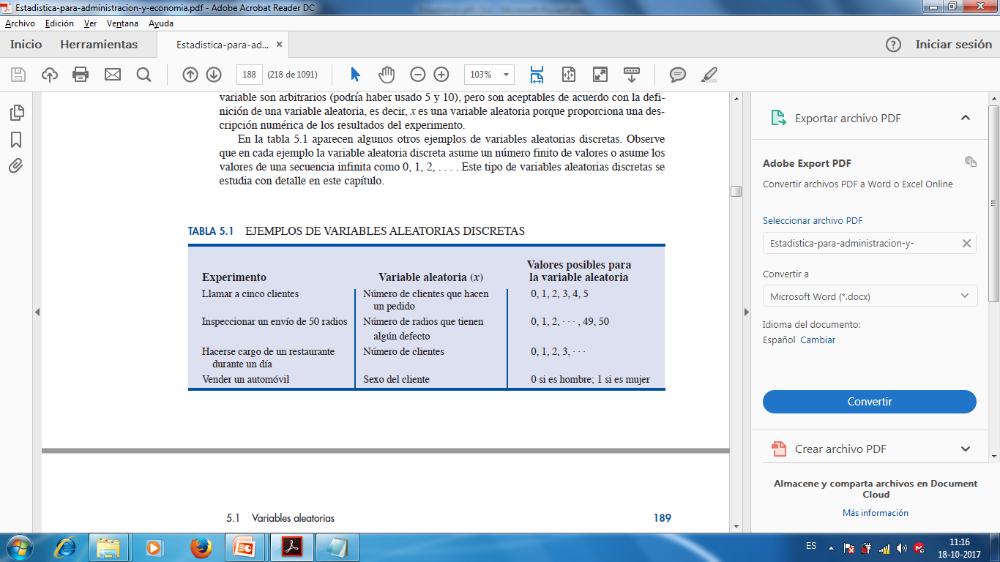 Estadistica-para-administracion-y-economia.pdf - Adobe Acrobat Reader DC
Archivo Edición Ver Ventana Ayuda
Inicio Herramientas Estadistica-para-ad... × ? Iniciar sesión
188 (218 de 1091) 103%
variable son arbitrarios (podría haber usado 5 y 10), pero son aceptables de acuerdo con la defi-
nición de una variable aleatoria, es decir, x es una variable aleatoria porque proporciona una des-
cripción numérica de los resultados del experimento.
En la tabla 5.1 aparecen algunos otros ejemplos de variables aleatorias discretas. Observe
que en cada ejemplo la variable aleatoria discreta asume un número finito de valores o asume los
valores de una secuencia infinita como 0, 1, 2, . . . . Este tipo de variables aleatorias discretas se
estudia con detalle en este capítulo.
TABLA 5.1 EJEMPLOS DE VARIABLES ALEATORIAS DISCRETAS
Valores posibles para
Experimento Variable aleatoria (x) la variable aleatoria
Llamar a cinco clientes Número de clientes que hacen 0, 1, 2, 3, 4, 5
un pedido
Inspeccionar un envío de 50 radios Número de radios que tienen 0, 1, 2, · · · , 49, 50
algún defecto
Hacerse cargo de un restaurante Número de clientes 0, 1, 2, 3, · · ·
durante un día
Vender un automóvil Sexo del cliente 0 si es hombre; 1 si es mujer
5.1 Variables aleatorias 189
Exportar archivo PDF
Adobe Export PDF
Convertir archivos PDF a Word o Excel Online
Seleccionar archivo PDF
Estadistica-para-administracion-y-
Convertir a
Microsoft Word (*.docx)
Idioma del documento:
Español Cambiar
Convertir
Crear archivo PDF
Almacene y comparta archivos en Document
Cloud
Más información
ES
11:16
18-10-2017